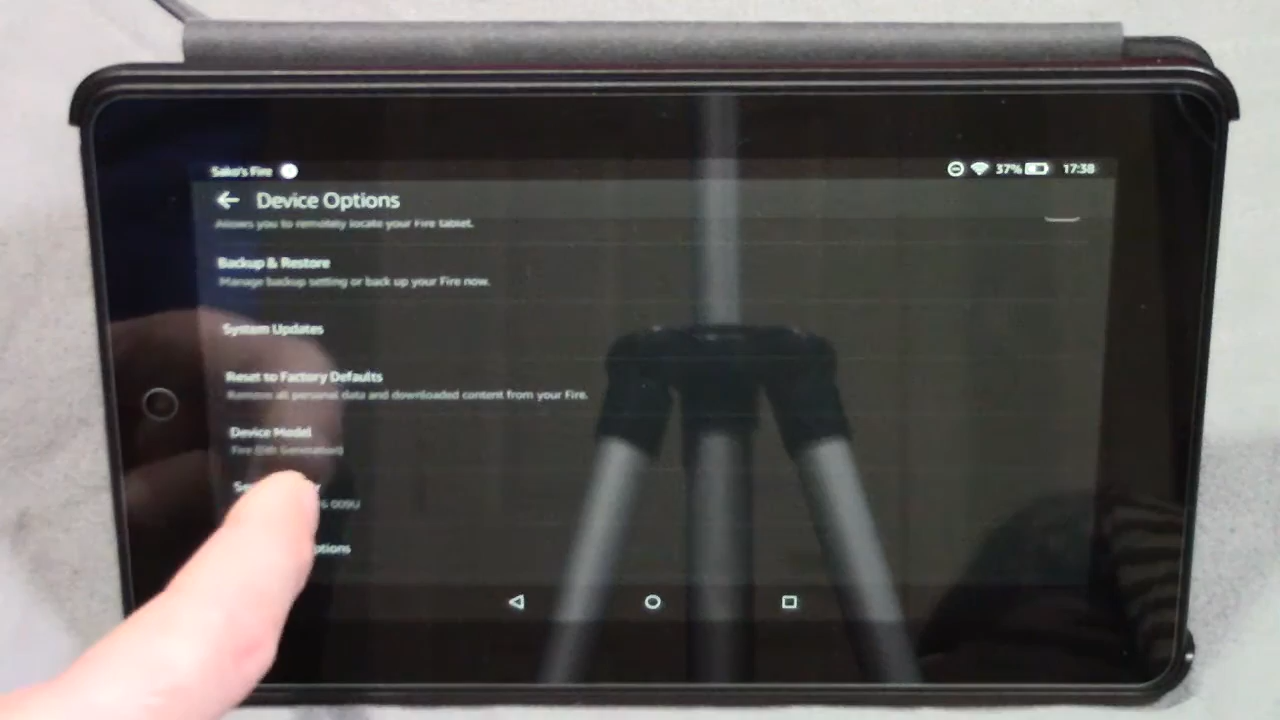 Sako's Fire 37% 17:38
Device Options
Allows you to remotely locate your Fire tablet.
Backup & Restore
Manage backup setting or back up your Fire now.
System Updates
Reset to Factory Defaults
Remove all personal data and downloaded content from your Fire.
Device Model
Fire Generation)
009U